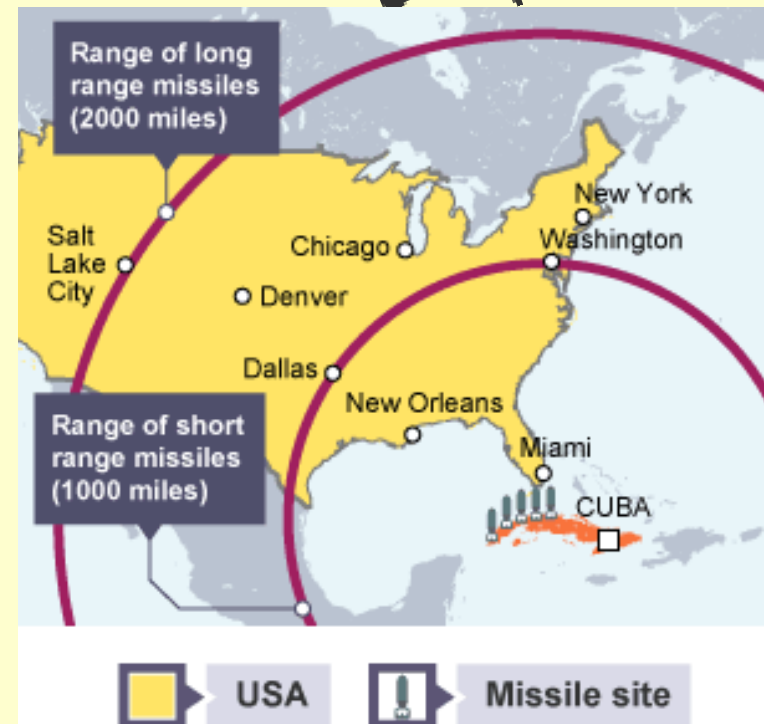 Range of long
range missiles
(2000 miles)
New York
Washington
Salt
Lake
City
Chicago
Denver
Dallas
New Orleans
Range of short
range missiles
(1000 miles)
Miami
CUBA
USA
Missile site